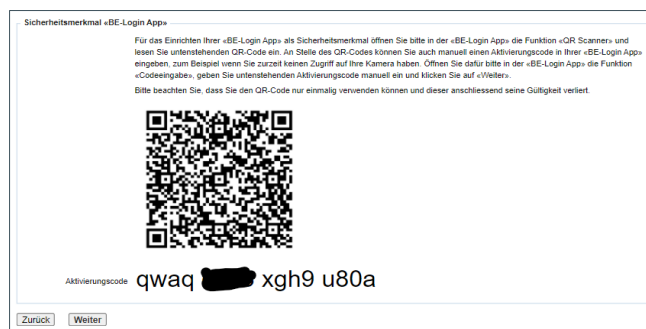 Sicherheitsmerkmal «BE-Login App»
Für das Einrichten Ihrer «BE-Login App» als Sicherheitsmerkmal öffnen Sie bitte in der «BE-Login App» die Funktion «QR Scanner» und
lesen Sie untenstehenden QR-Code ein. An Stelle des QR-Codes können Sie auch manuell einen Aktivierungscode in Ihrer «BE-Login App»
eingeben, zum Beispiel wenn Sie zurzeit keinen Zugriff auf Ihre Kamera haben. Öffnen Sie dafür bitte in der «BE-Login App» die Funktion
«Codeeingabe», geben Sie untenstehenden Aktivierungscode manuell ein und klicken Sie auf «Weiter».
Bitte beachten Sie, dass Sie den QR-Code nur einmalig verwenden können und dieser anschliessend seine Gültigkeit verliert.
Aktivierungscode qwaq xgh9 u80a
Zurück Weiter